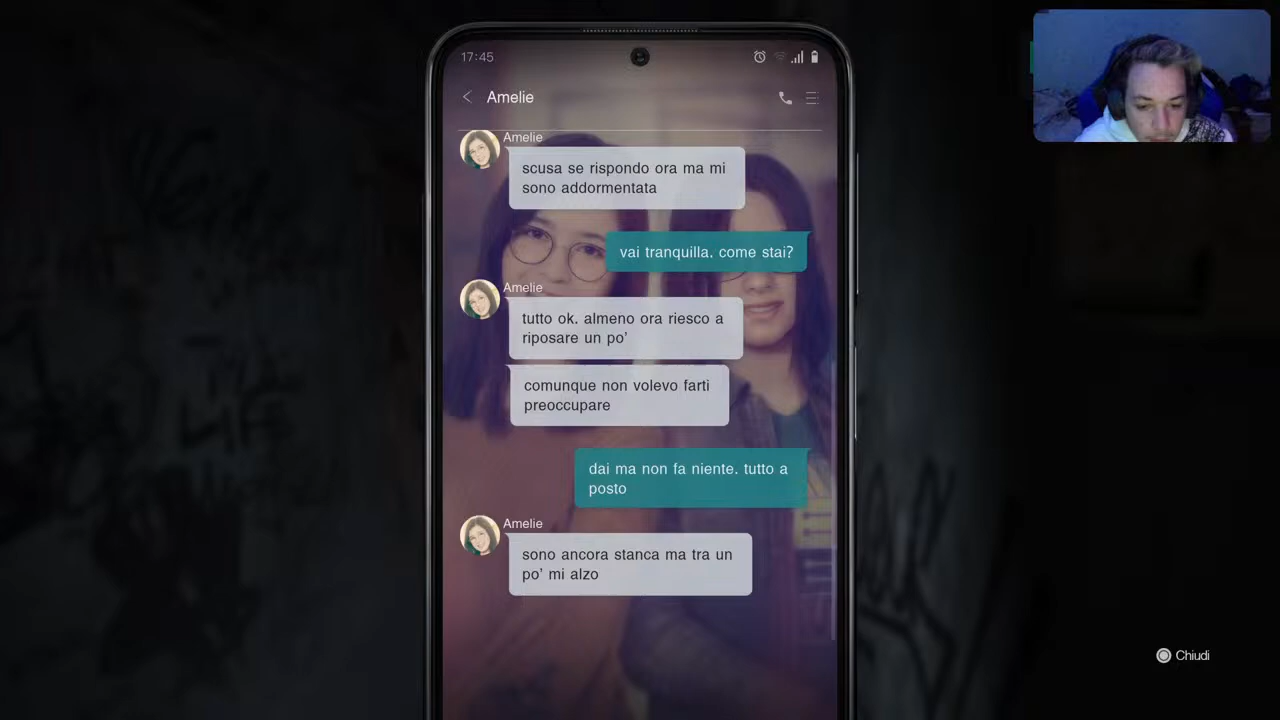 17:45
Amelie
Amelie
scusa se rispondo ora ma mi
sono addormentata
vai tranquilla. come stai?
Amelie
tutto ok. almeno ora riesco a
riposare un po'
comunque non volevo farti
preoccupare
dai ma non fa niente. tutto a
posto
Amelie
sono ancora stanca ma tra un
po' mi alzo
Chiudi